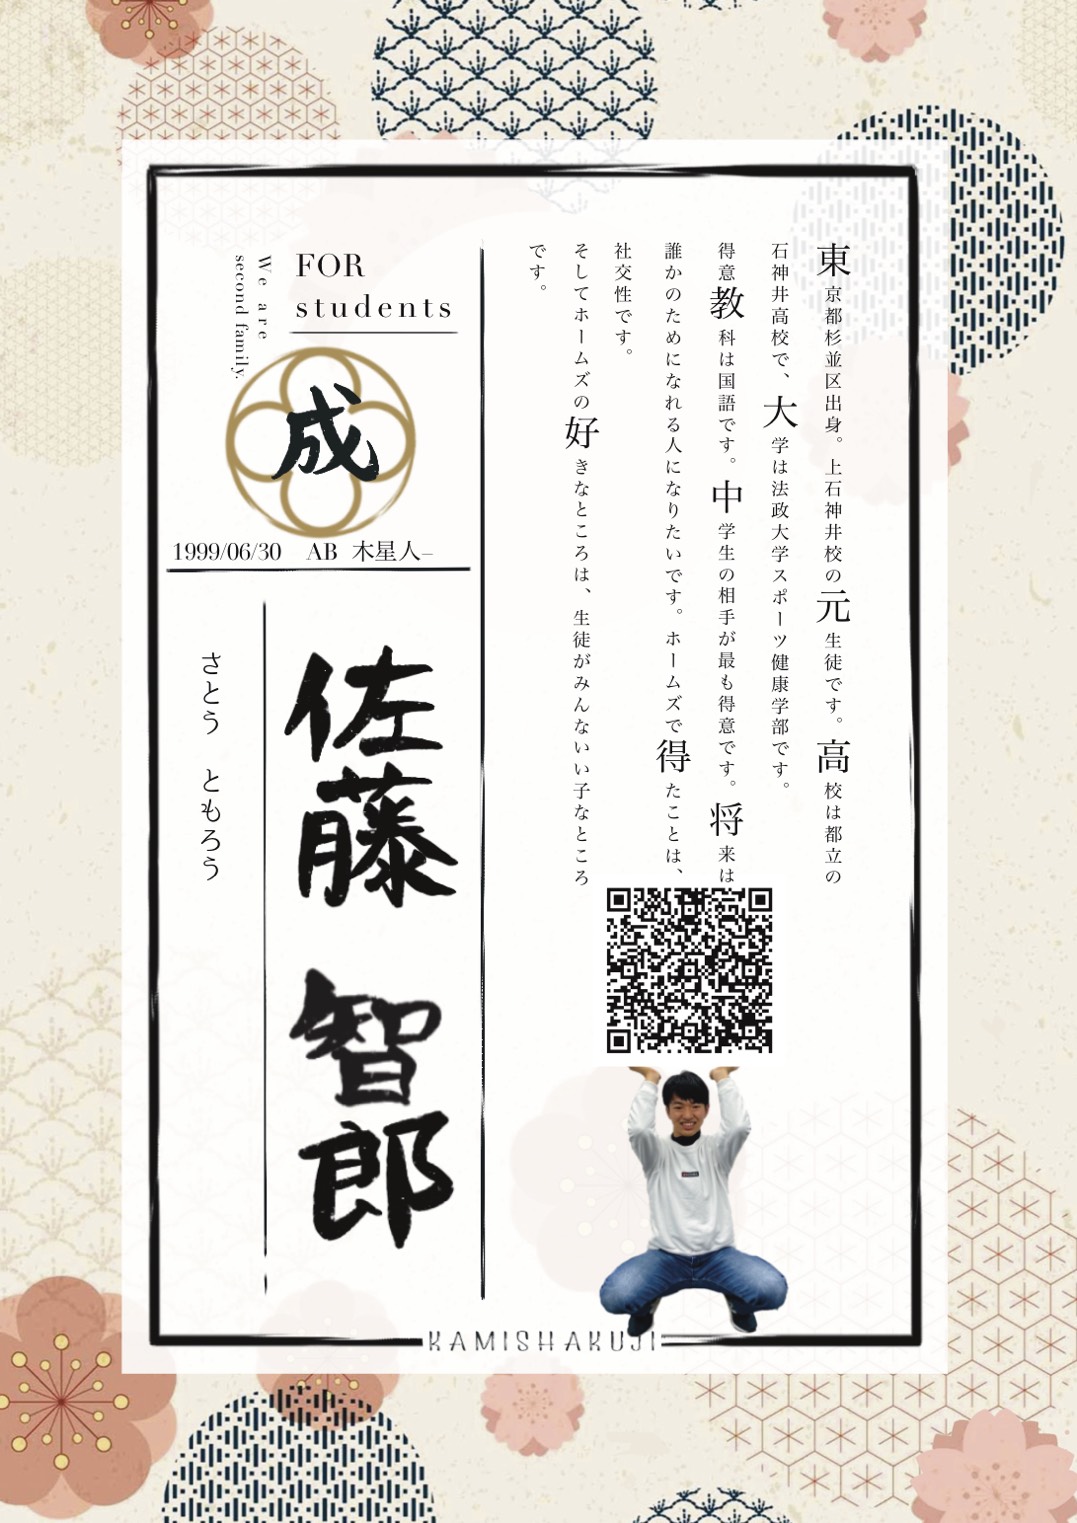 東京都杉並区出身。上石神井校の元生徒です。高校は都立の
石神井高校で、大学は法政大学スポーツ健康学部です。
得意教科は国語です。中学生の相手が最も得意です。将来は
誰かのためになれる人になりたいです。ホームズで得たことは、
社交性です。
そしてホームズの好きなところは、生徒がみんないい子なところ
です。
FOR
students
We are
second family.
成
1999/06/30 AB 木星人−
佐藤 智郎
さとう ともろう
KAMISHAKUJI